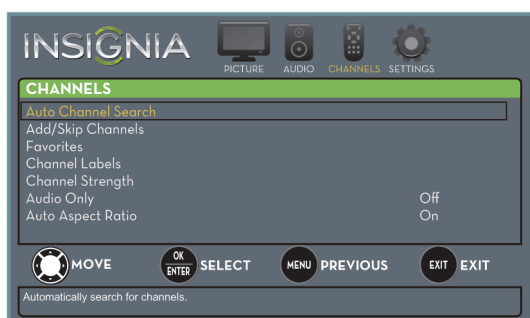 INSIGNIA
PICTURE AUDIO CHANNELS SETTINGS
CHANNELS
Auto Channel Search
Add/Skip Channels
Favorites
Channel Labels
Channel Strength
Audio Only Off
Auto Aspect Ratio On
MOVE OK ENTER SELECT MENU PREVIOUS EXIT EXIT
Automatically search for channels.